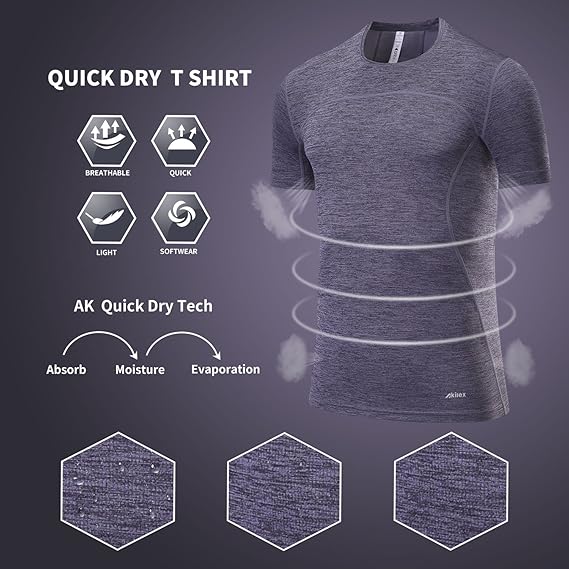 QUICK DRY T SHIRT
BREATHABLE
QUICK
LIGHT
SOFTWEAR
AK Quick Dry Tech
Absorb
Moisture
Evaporation
Akilex